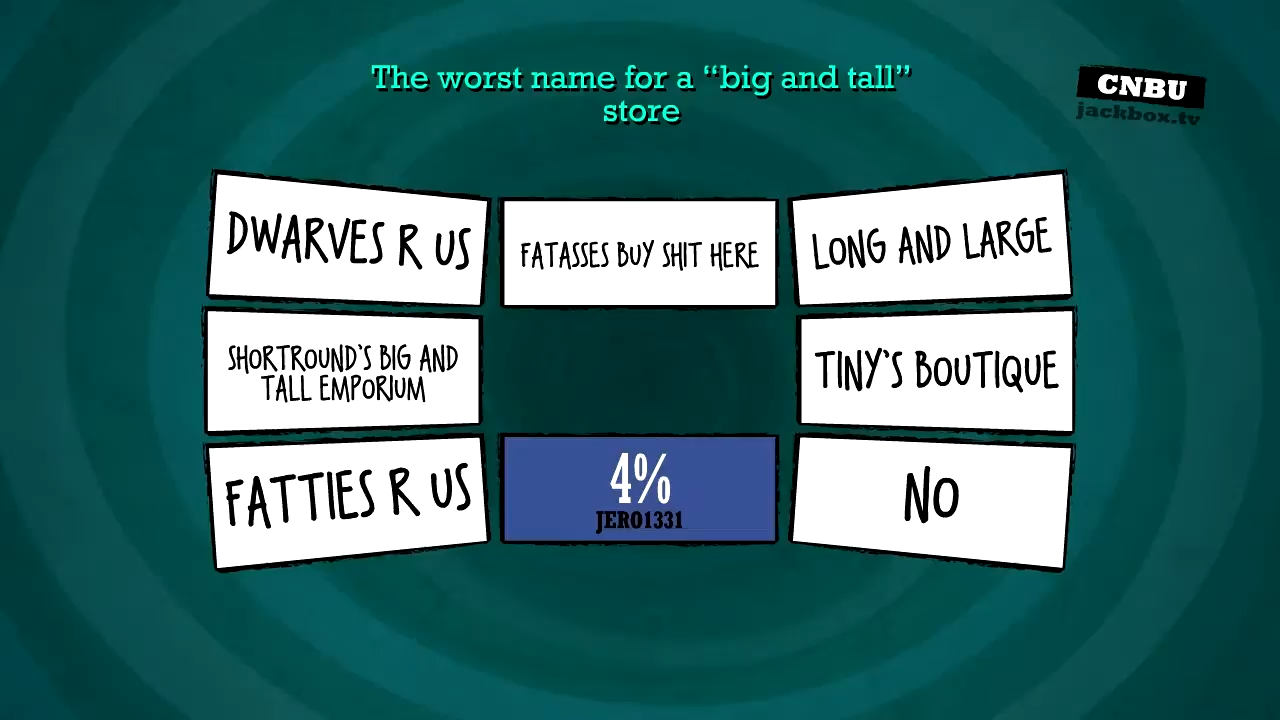 The worst name for a “big and tall”
store
CNBU
jackbox.tv
DWARVES R US
FATASSES BUY SHIT HERE
LONG AND LARGE
SHORTROUND'S BIG AND
TALL EMPORIUM
TINY'S BOUTIQUE
FATTIES R US
4%
JERO1331
NO